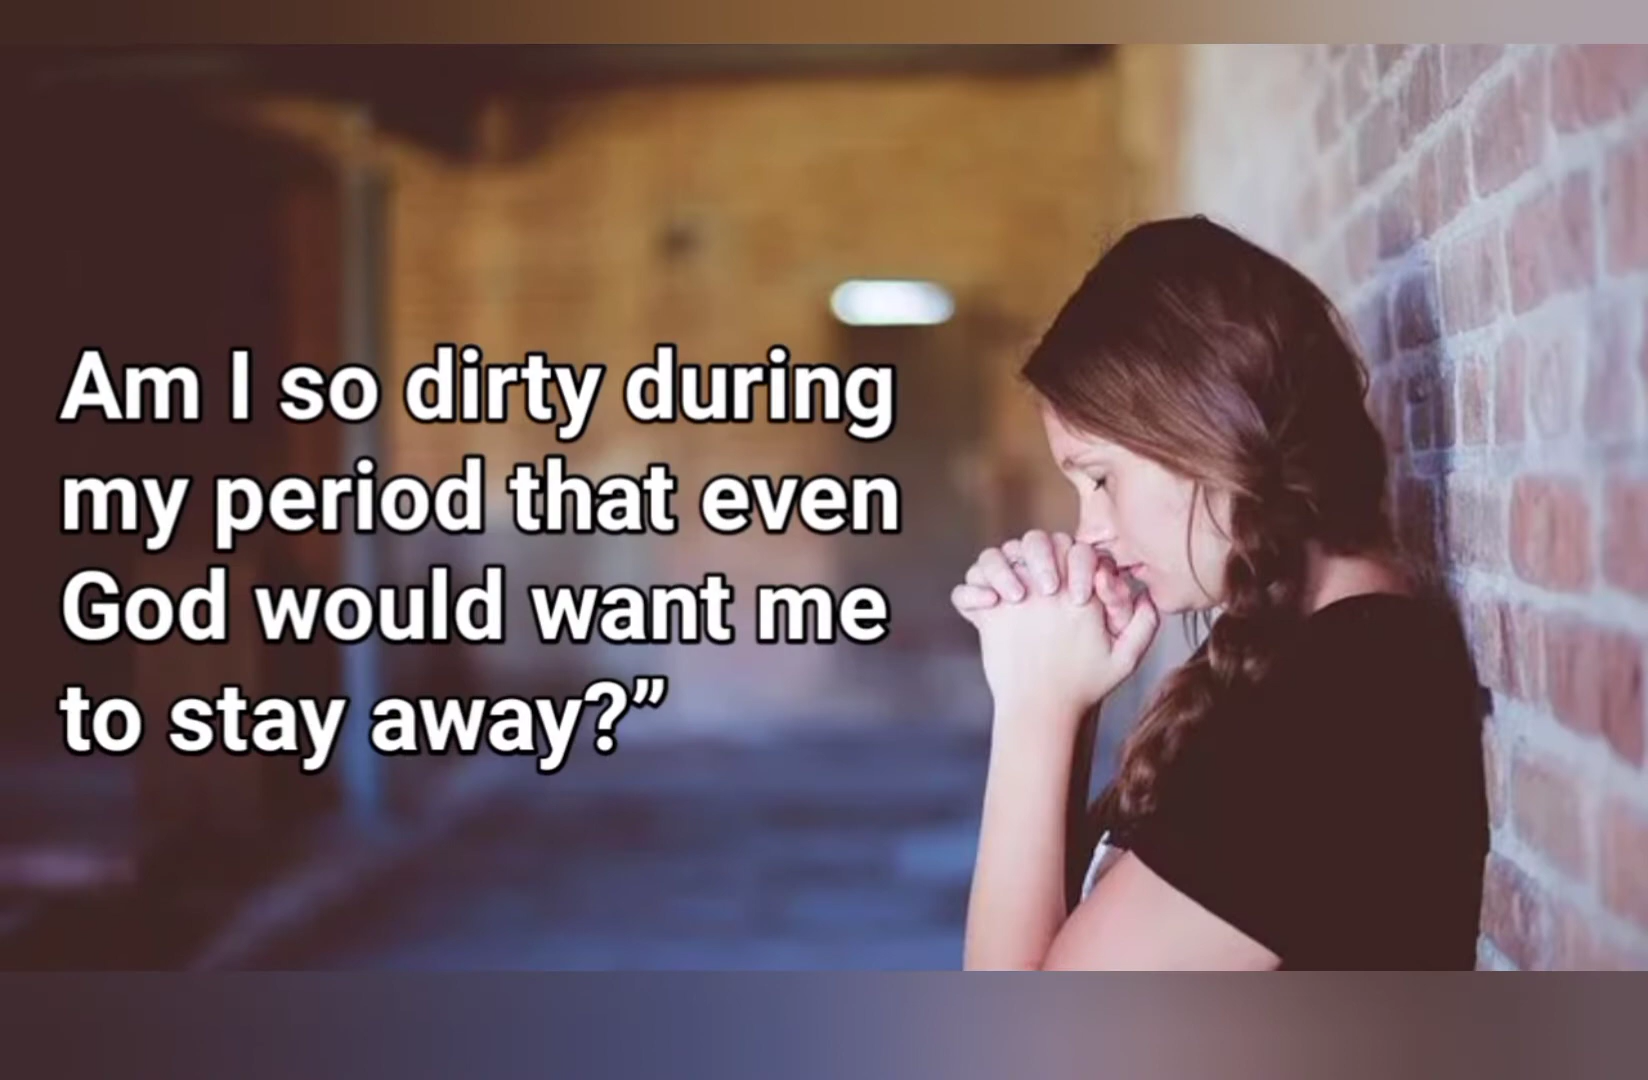 Am I so dirty during
my period that even
God would want me
to stay away?”